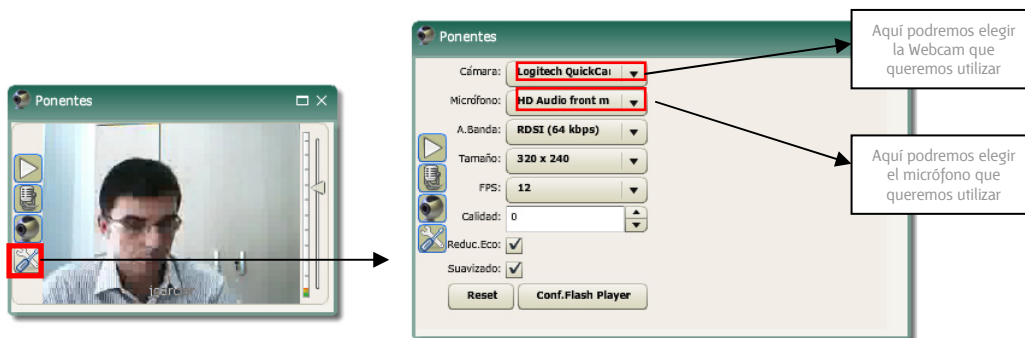 Ponentes
jgarcia
Ponentes
Cámara: Logitech QuickCa
Micrófono: HD Audio front m
A.Banda: RDSI (64 kbps)
Tamaño: 320 x 240
FPS: 12
Calidad: 0
Reduc.Eco:
Suavizado:
Reset Conf.Flash Player
Aquí podremos elegir
la Webcam que
queremos utilizar
Aquí podremos elegir
el micrófono que
queremos utilizar